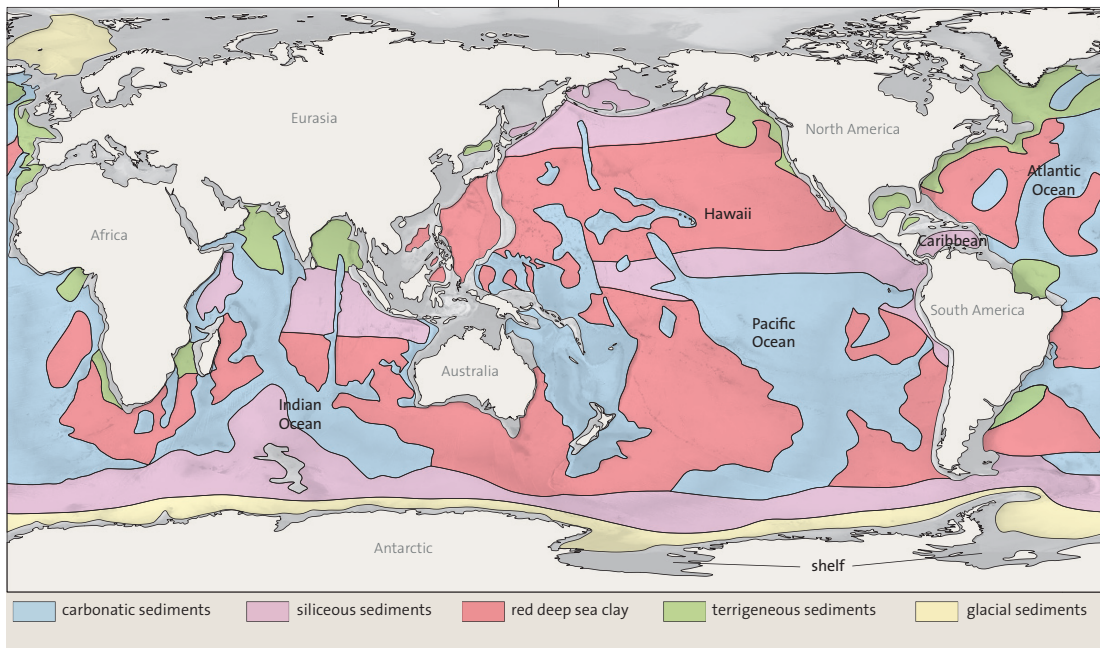 Eurasia
North America
Atlantic
Ocean
Hawaii
Africa
Caribbean
South America
Pacific
Ocean
Australia
Indian
Ocean
Antarctic
shelf
carbonatic sediments
siliceous sediments
red deep sea clay
terrigeneous sediments
glacial sediments